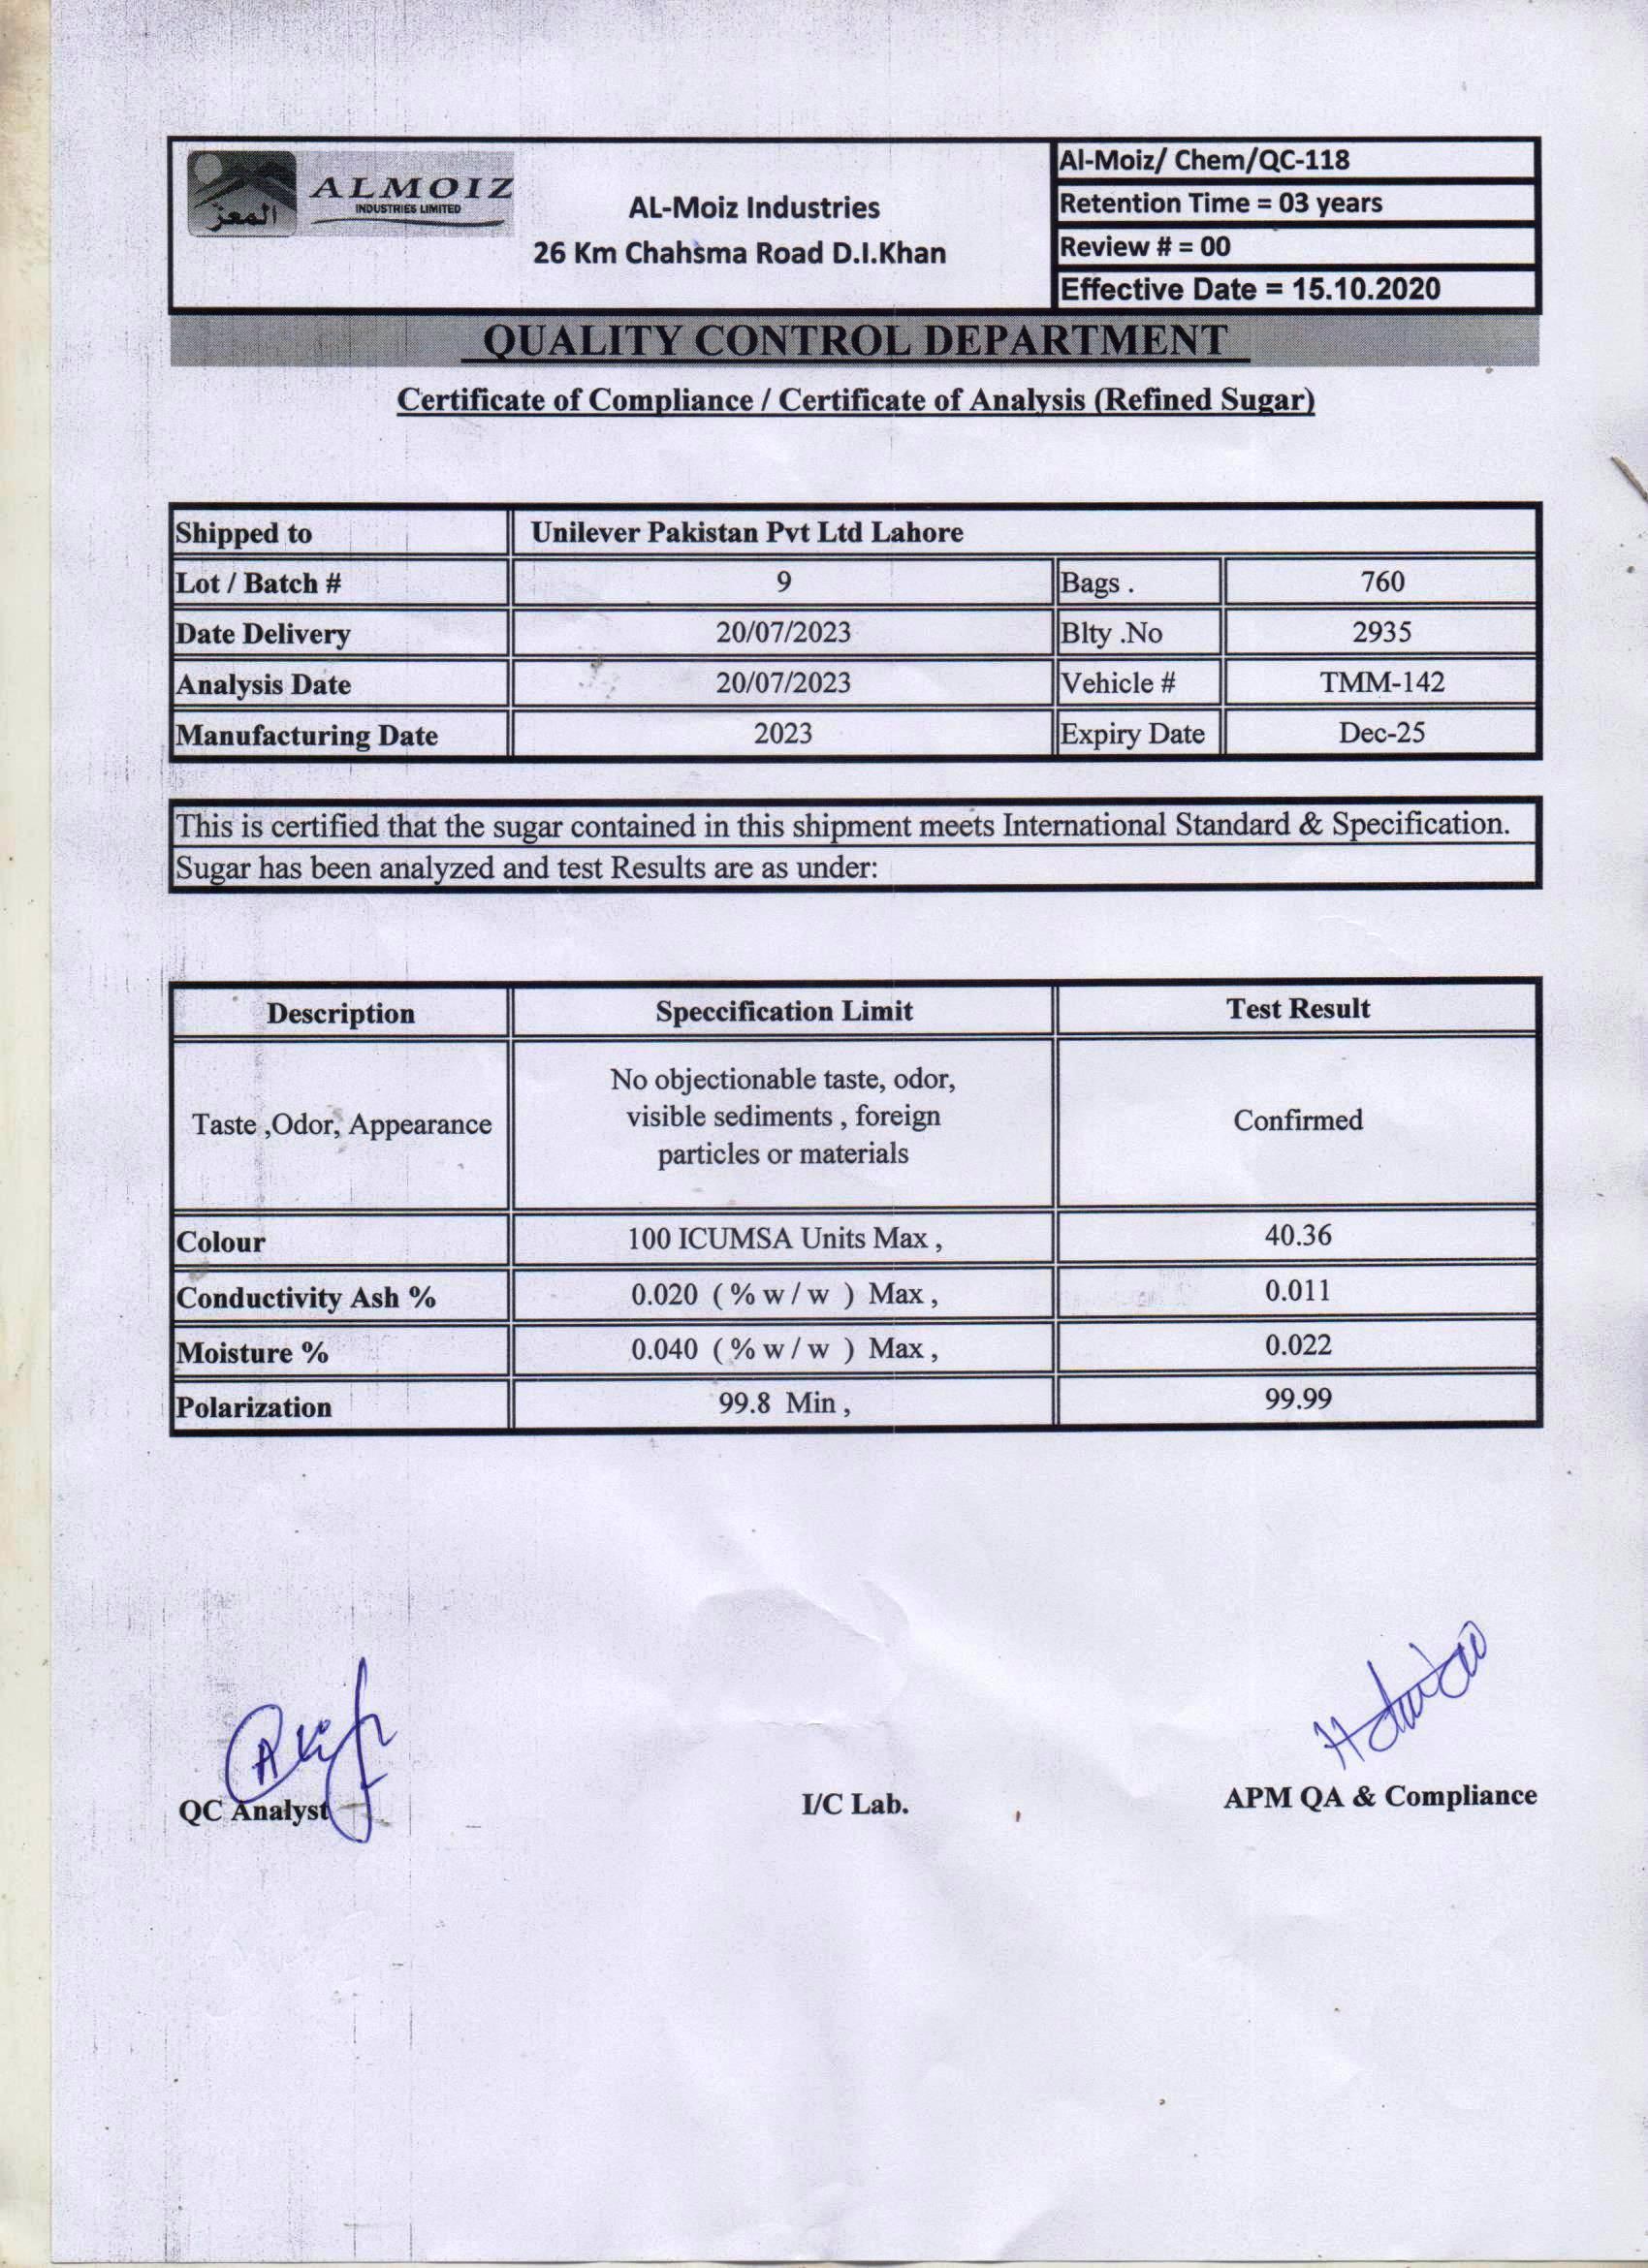 المعز
ALMOIZ
INDUSTRIES LIMITED
AL-Moiz Industries
26 Km Chahsma Road D.I.Khan
Al-Moiz/ Chem/QC-118
Retention Time = 03 years
Review # = 00
Effective Date = 15.10.2020
QUALITY CONTROL DEPARTMENT
Certificate of Compliance / Certificate of Analysis (Refined Sugar)
Shipped to Unilever Pakistan Pvt Ltd Lahore
Lot / Batch # 9 Bags . 760
Date Delivery 20/07/2023 Blty .No 2935
Analysis Date 20/07/2023 Vehicle # TMM-142
Manufacturing Date 2023 Expiry Date Dec-25
This is certified that the sugar contained in this shipment meets International Standard & Specification.
Sugar has been analyzed and test Results are as under:
Description Speccification Limit Test Result
Taste ,Odor, Appearance
No objectionable taste, odor,
visible sediments , foreign
particles or materials
Confirmed
Colour 100 ICUMSA Units Max , 40.36
Conductivity Ash % 0.020 ( % w / w ) Max , 0.011
Moisture % 0.040 ( % w / w ) Max , 0.022
Polarization 99.8 Min , 99.99
QC Analyst I/C Lab. APM QA & Compliance